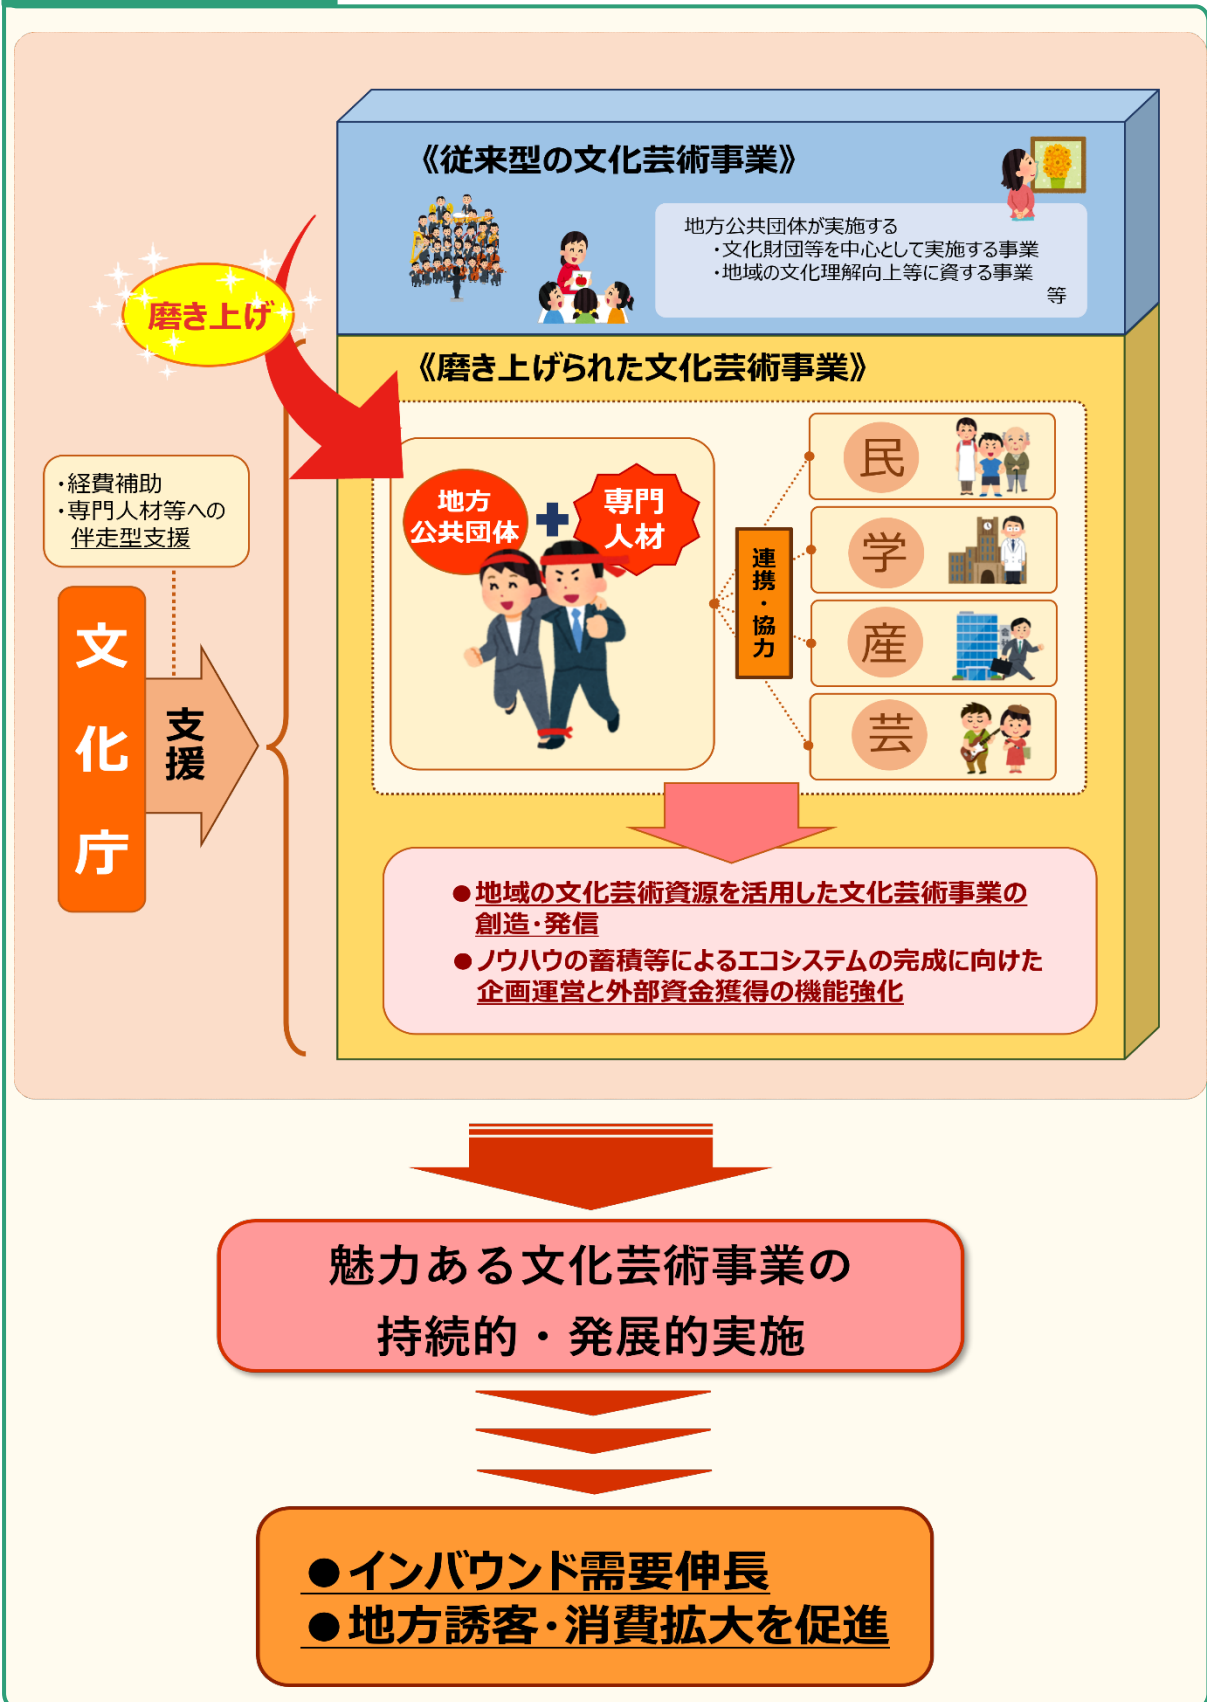 《従来型の文化芸術事業》
地方公共団体が実施する
・文化財団等を中心として実施する事業
・地域の文化理解向上等に資する事業
等
磨き上げ
《磨き上げられた文化芸術事業》
地方
公共団体
専門
人材
連携・協力
民
学
産
芸
・経費補助
・専門人材等への
伴走型支援
文化庁
支援
●地域の文化芸術資源を活用した文化芸術事業の
創造・発信
●ノウハウの蓄積等によるエコシステムの完成に向けた
企画運営と外部資金獲得の機能強化
魅力ある文化芸術事業の
持続的・発展的実施
●インバウンド需要伸長
●地方誘客・消費拡大を促進